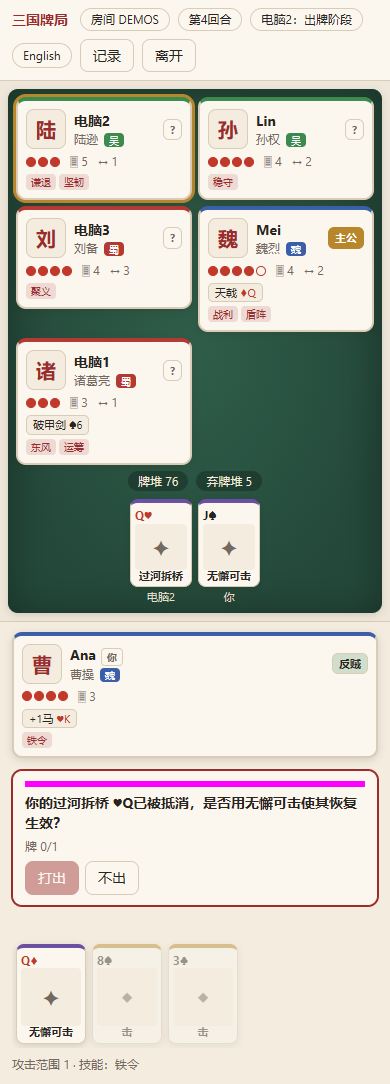 三国牌局 房间 DEMOS 第4回合 电脑2：出牌阶段
English 记录 离开
陆 电脑2 ?
陆逊 吴
5 ↔ 1
谦退 坚韧
孙 Lin ?
孙权 吴
4 ↔ 2
稳守
刘 电脑3 ?
刘备 蜀
4 ↔ 3
聚义
魏 Mei 主公
魏烈 魏
4 ↔ 2
天戟 ♦Q
战利 盾阵
诸 电脑1 ?
诸葛亮 蜀
3 ↔ 1
破甲剑 ♠6
东风 运筹
牌堆 76 弃牌堆 5
Q♥ J♠
过河拆桥 无懈可击
电脑2 你
曹 Ana 你 反贼
曹操 魏
3
+1马 ♥K
铁令
你的过河拆桥 ♥Q已被抵消，是否用无懈可击使其恢复
生效？
牌 0/1
打出 不出
Q♦ 8♠ 3♠
无懈可击 击 击
攻击范围 1 · 技能：铁令